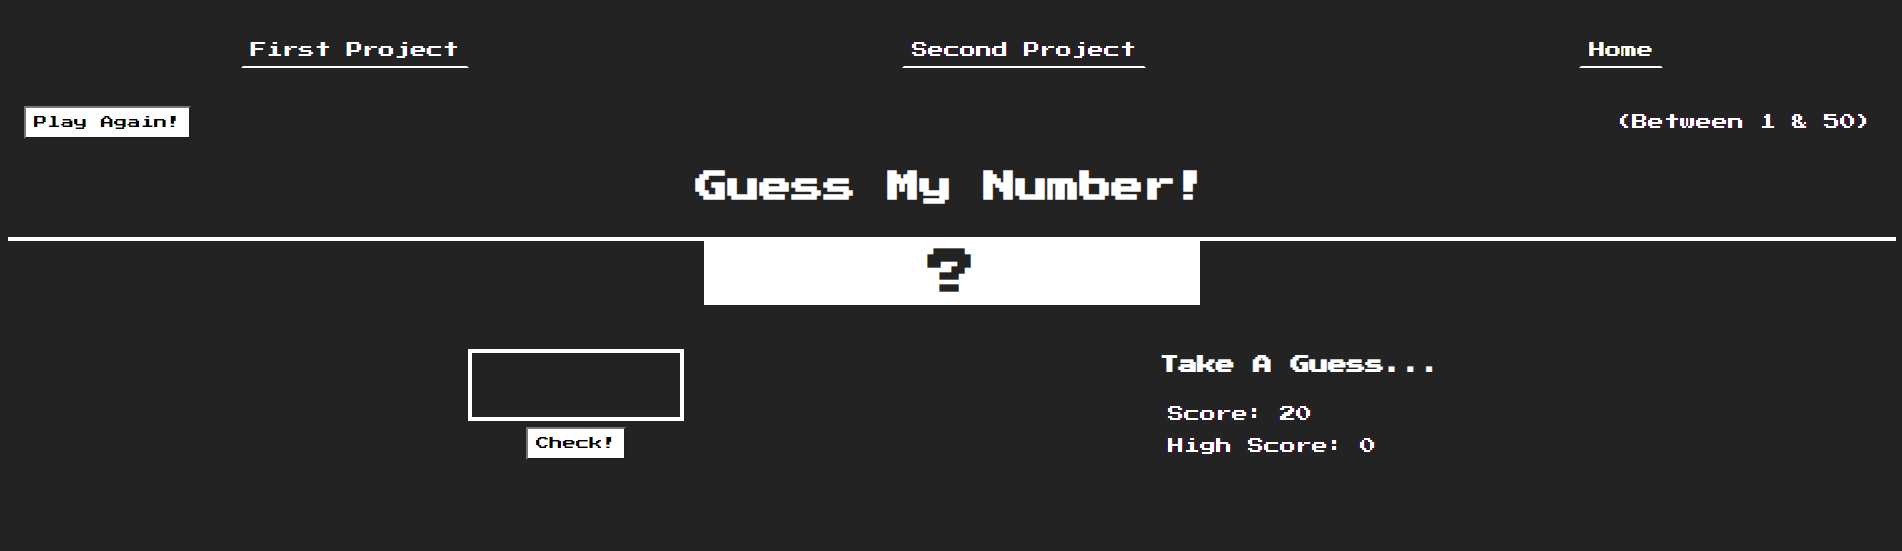 First Project Second Project Home
Play Again! (Between 1 & 50)
Guess My Number!
?
Take A Guess...
Score: 20
Check!
High Score: 0